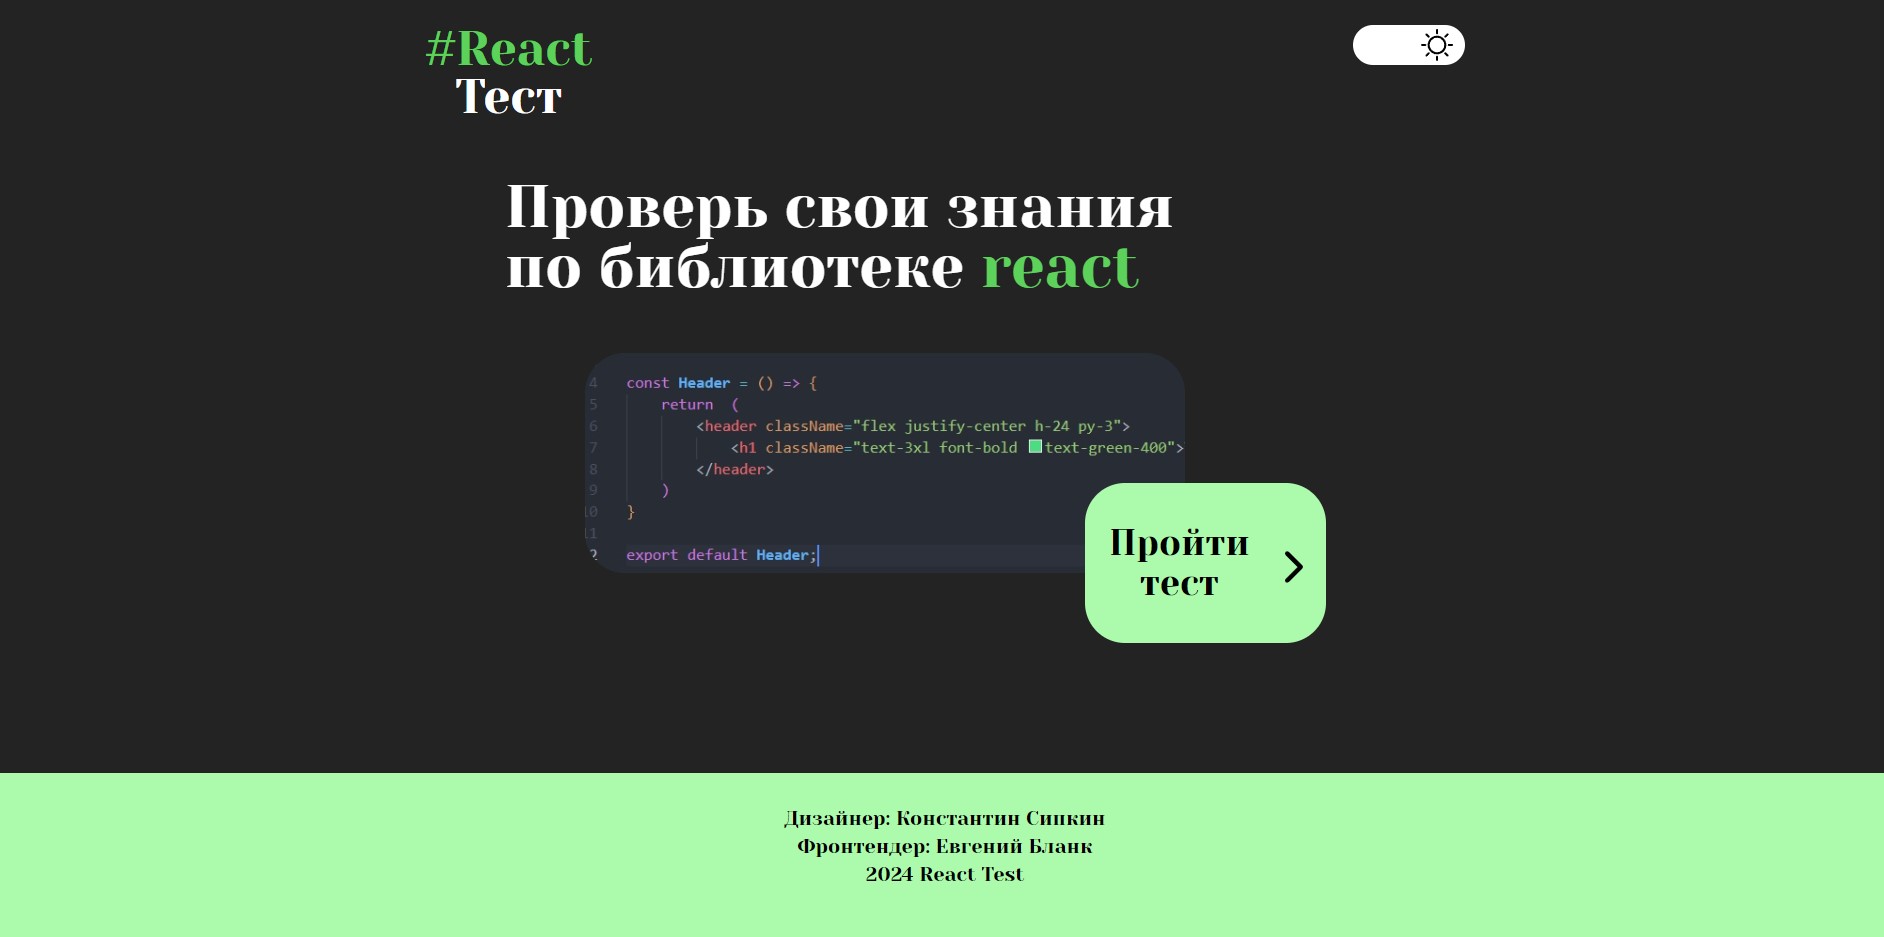 #React
Тест
Проверь свои знания
по библиотеке react
4 const Header = () => {
5 return (
6 <header className="flex justify-center h-24 py-3">
7 <h1 className="text-3xl font-bold text-green-400">
8 </header>
9 )
10 }
11
2 export default Header;
Пройти
тест
Дизайнер: Константин Сипкин
Фронтендер: Евгений Бланк
2024 React Test